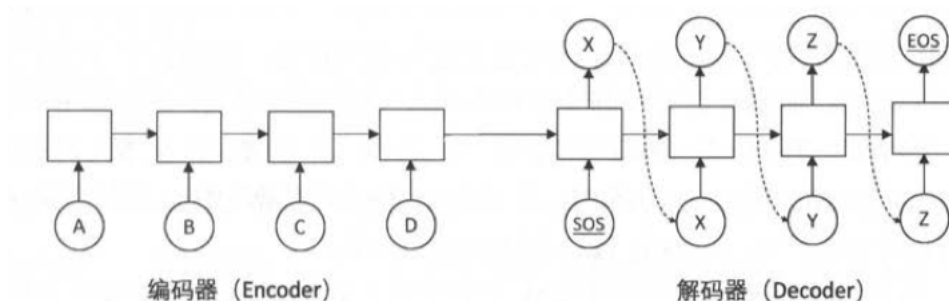 X Y Z EOS
A B C D SOS X Y Z
编码器（Encoder） 解码器（Decoder）